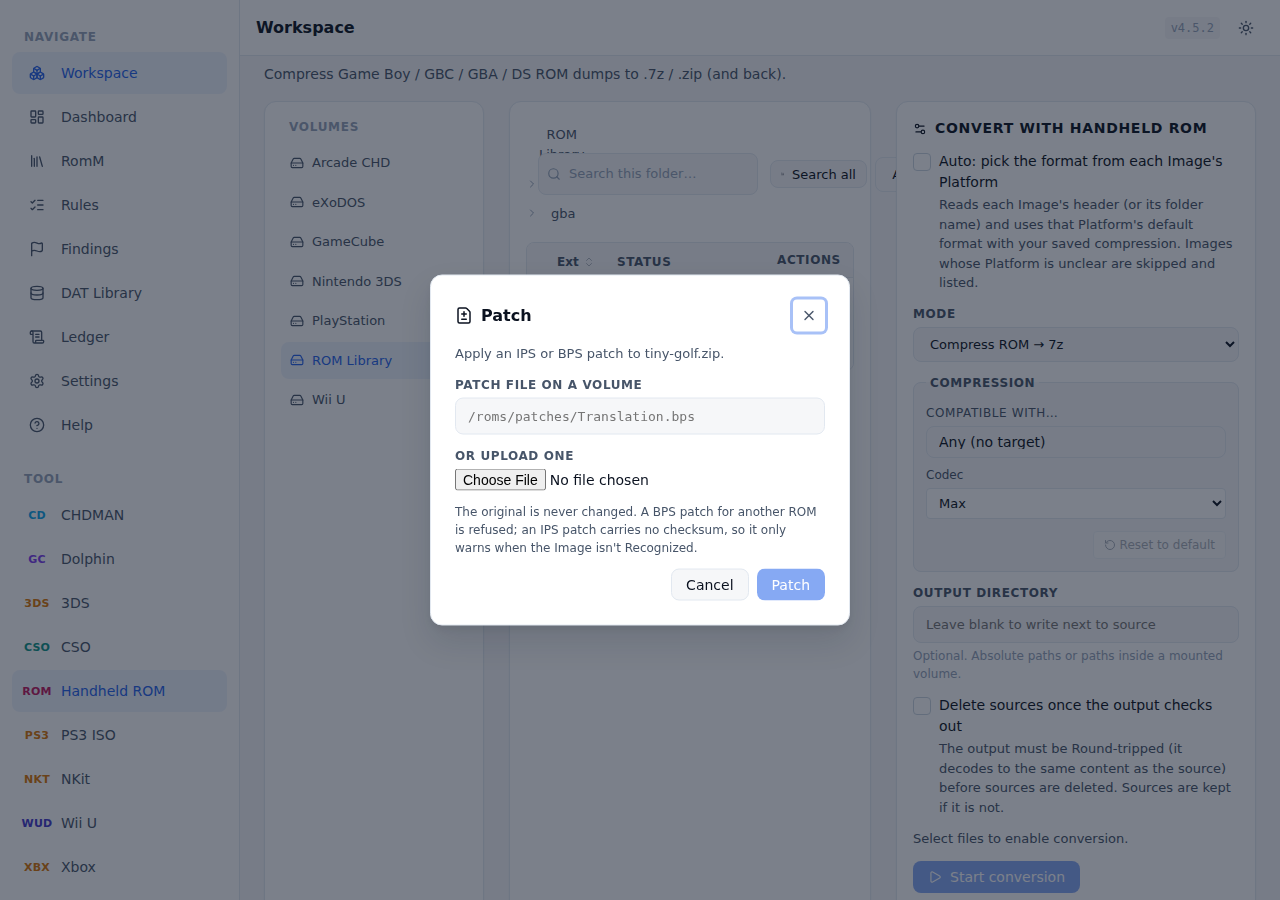 NAVIGATE
Workspace
Dashboard
RomM
Rules
Findings
DAT Library
Ledger
Settings
Help
TOOL
CD CHDMAN
GC Dolphin
3DS 3DS
CSO CSO
ROM Handheld ROM
PS3 PS3 ISO
NKT NKit
WUD Wii U
XBX Xbox
Workspace
v4.5.2
Compress Game Boy / GBC / GBA / DS ROM dumps to .7z / .zip (and back).
VOLUMES
Arcade CHD
eXoDOS
GameCube
Nintendo 3DS
PlayStation
ROM Library
Wii U
ROM
Library
Search this folder...
Search all
gba
Ext STATUS ACTIONS
Patch
Apply an IPS or BPS patch to tiny-golf.zip.
PATCH FILE ON A VOLUME
/roms/patches/Translation.bps
OR UPLOAD ONE
Choose File No file chosen
The original is never changed. A BPS patch for another ROM
is refused; an IPS patch carries no checksum, so it only
warns when the Image isn't Recognized.
Cancel Patch
CONVERT WITH HANDHELD ROM
Auto: pick the format from each Image's
Platform
Reads each Image's header (or its folder
name) and uses that Platform's default
format with your saved compression. Images
whose Platform is unclear are skipped and
listed.
MODE
Compress ROM → 7z
COMPRESSION
COMPATIBLE WITH...
Any (no target)
Codec
Max
Reset to default
OUTPUT DIRECTORY
Leave blank to write next to source
Optional. Absolute paths or paths inside a mounted
volume.
Delete sources once the output checks
out
The output must be Round-tripped (it
decodes to the same content as the source)
before sources are deleted. Sources are kept
if it is not.
Select files to enable conversion.
Start conversion